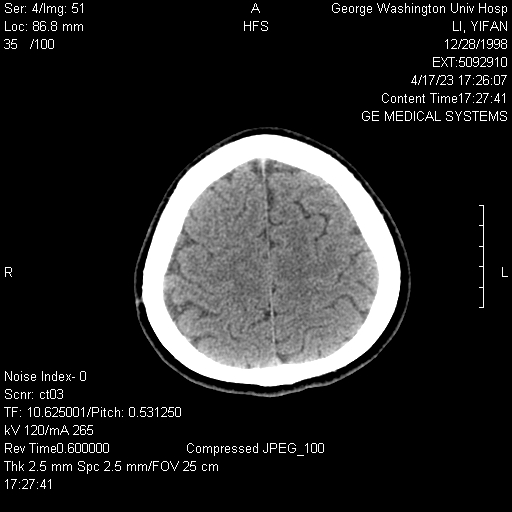 Ser: 4/Img: 51
Loc: 86.8 mm
35 /100
A
HFS
George Washington Univ Hosp
LI, YIFAN
12/28/1998
EXT:5092910
4/17/23 17:26:07
Content Time17:27:41
GE MEDICAL SYSTEMS
R
L
Noise Index- 0
Scnr: ct03
TF: 10.625001/Pitch: 0.531250
kV 120/mA 265
Rev Time0.600000
Compressed JPEG_100
Thk 2.5 mm Spc 2.5 mm/FOV 25 cm
17:27:41